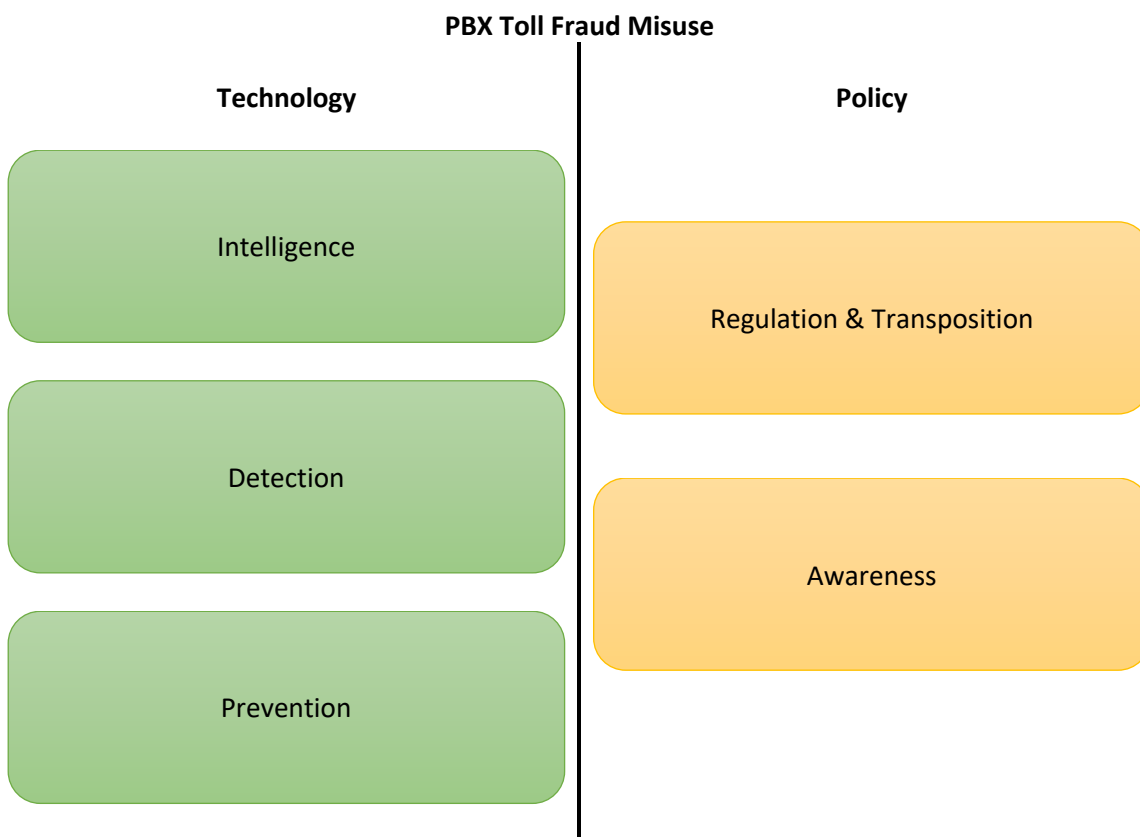 PBX Toll Fraud Misuse
Technology
Intelligence
Detection
Prevention
Policy
Regulation & Transposition
Awareness